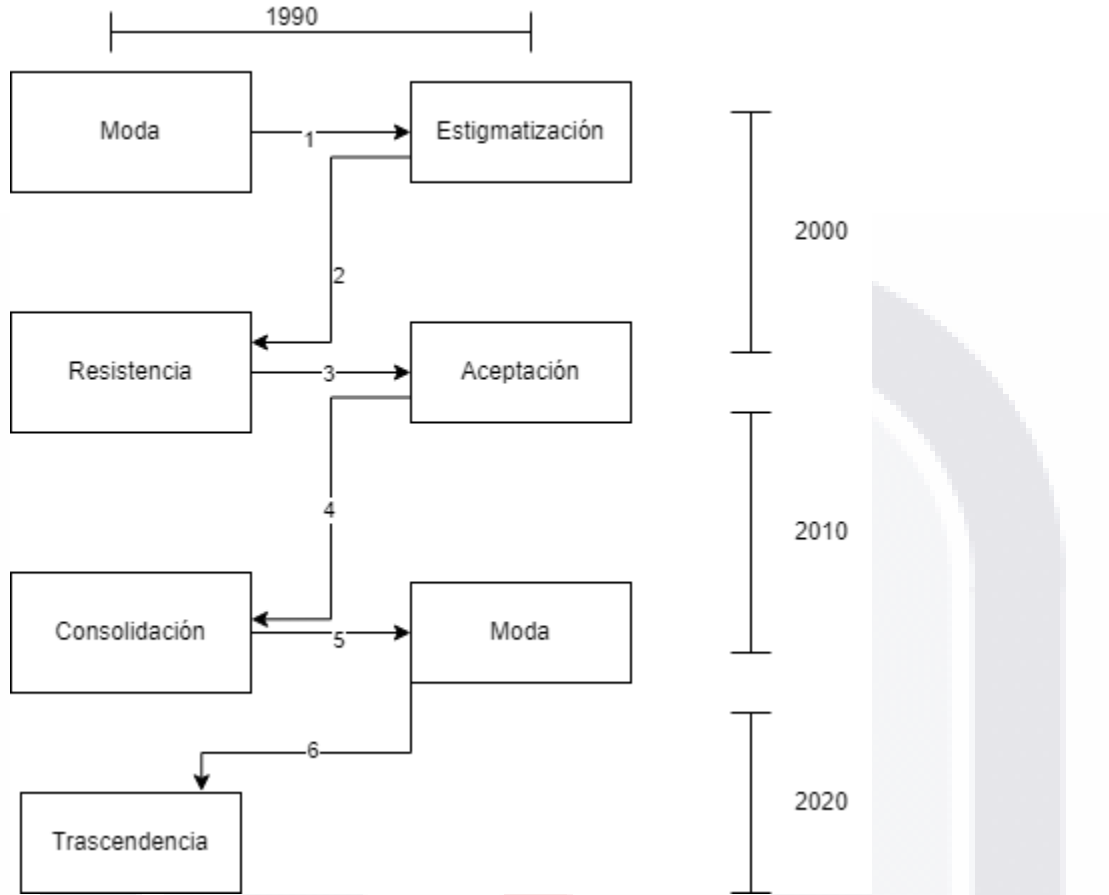 1990
Moda
1
Estigmatización
2
2000
Resistencia
3
Aceptación
4
2010
Consolidación
5
Moda
6
2020
Trascendencia